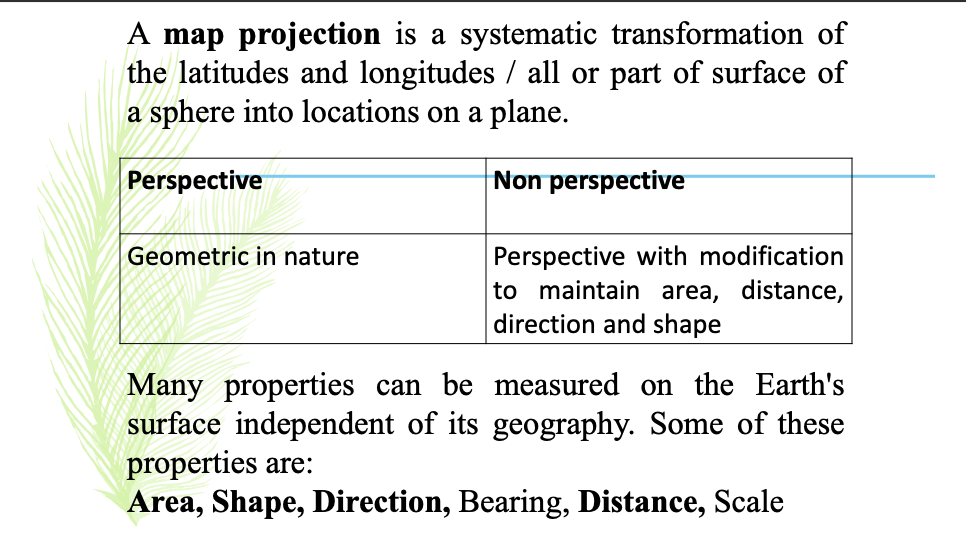 A map projection is a systematic transformation of
the latitudes and longitudes / all or part of surface of
a sphere into locations on a plane.
Perspective
Non perspective
Geometric in nature
Perspective with modification
to maintain area, distance,
direction and shape
Many properties can be measured on the Earth's
surface independent of its geography. Some of these
properties are:
Area, Shape, Direction, Bearing, Distance, Scale